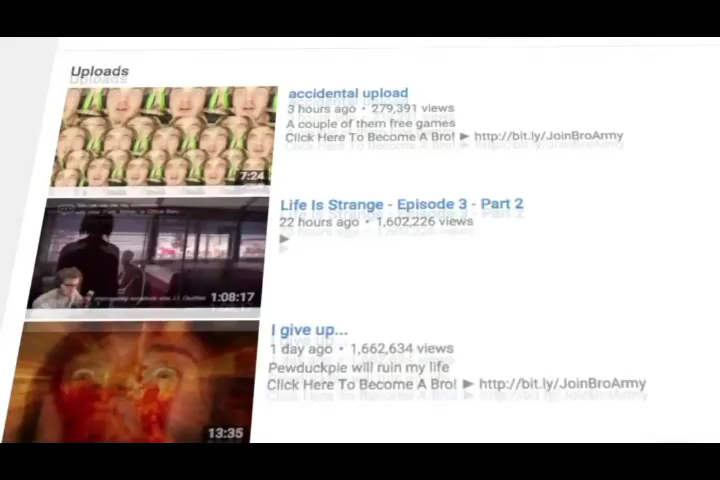 Uploads
accidental upload
3 hours ago • 279,391 views
A couple of them free games
Click Here To Become A Bro! ► http://bit.ly/JoinBroArmy
7:24
Life Is Strange - Episode 3 - Part 2
22 hours ago • 1,602,226 views
►
1:08:17
I give up...
1 day ago • 1,662,634 views
Pewduckpie will ruin my life
Click Here To Become A Bro! ► http://bit.ly/JoinBroArmy
13:35